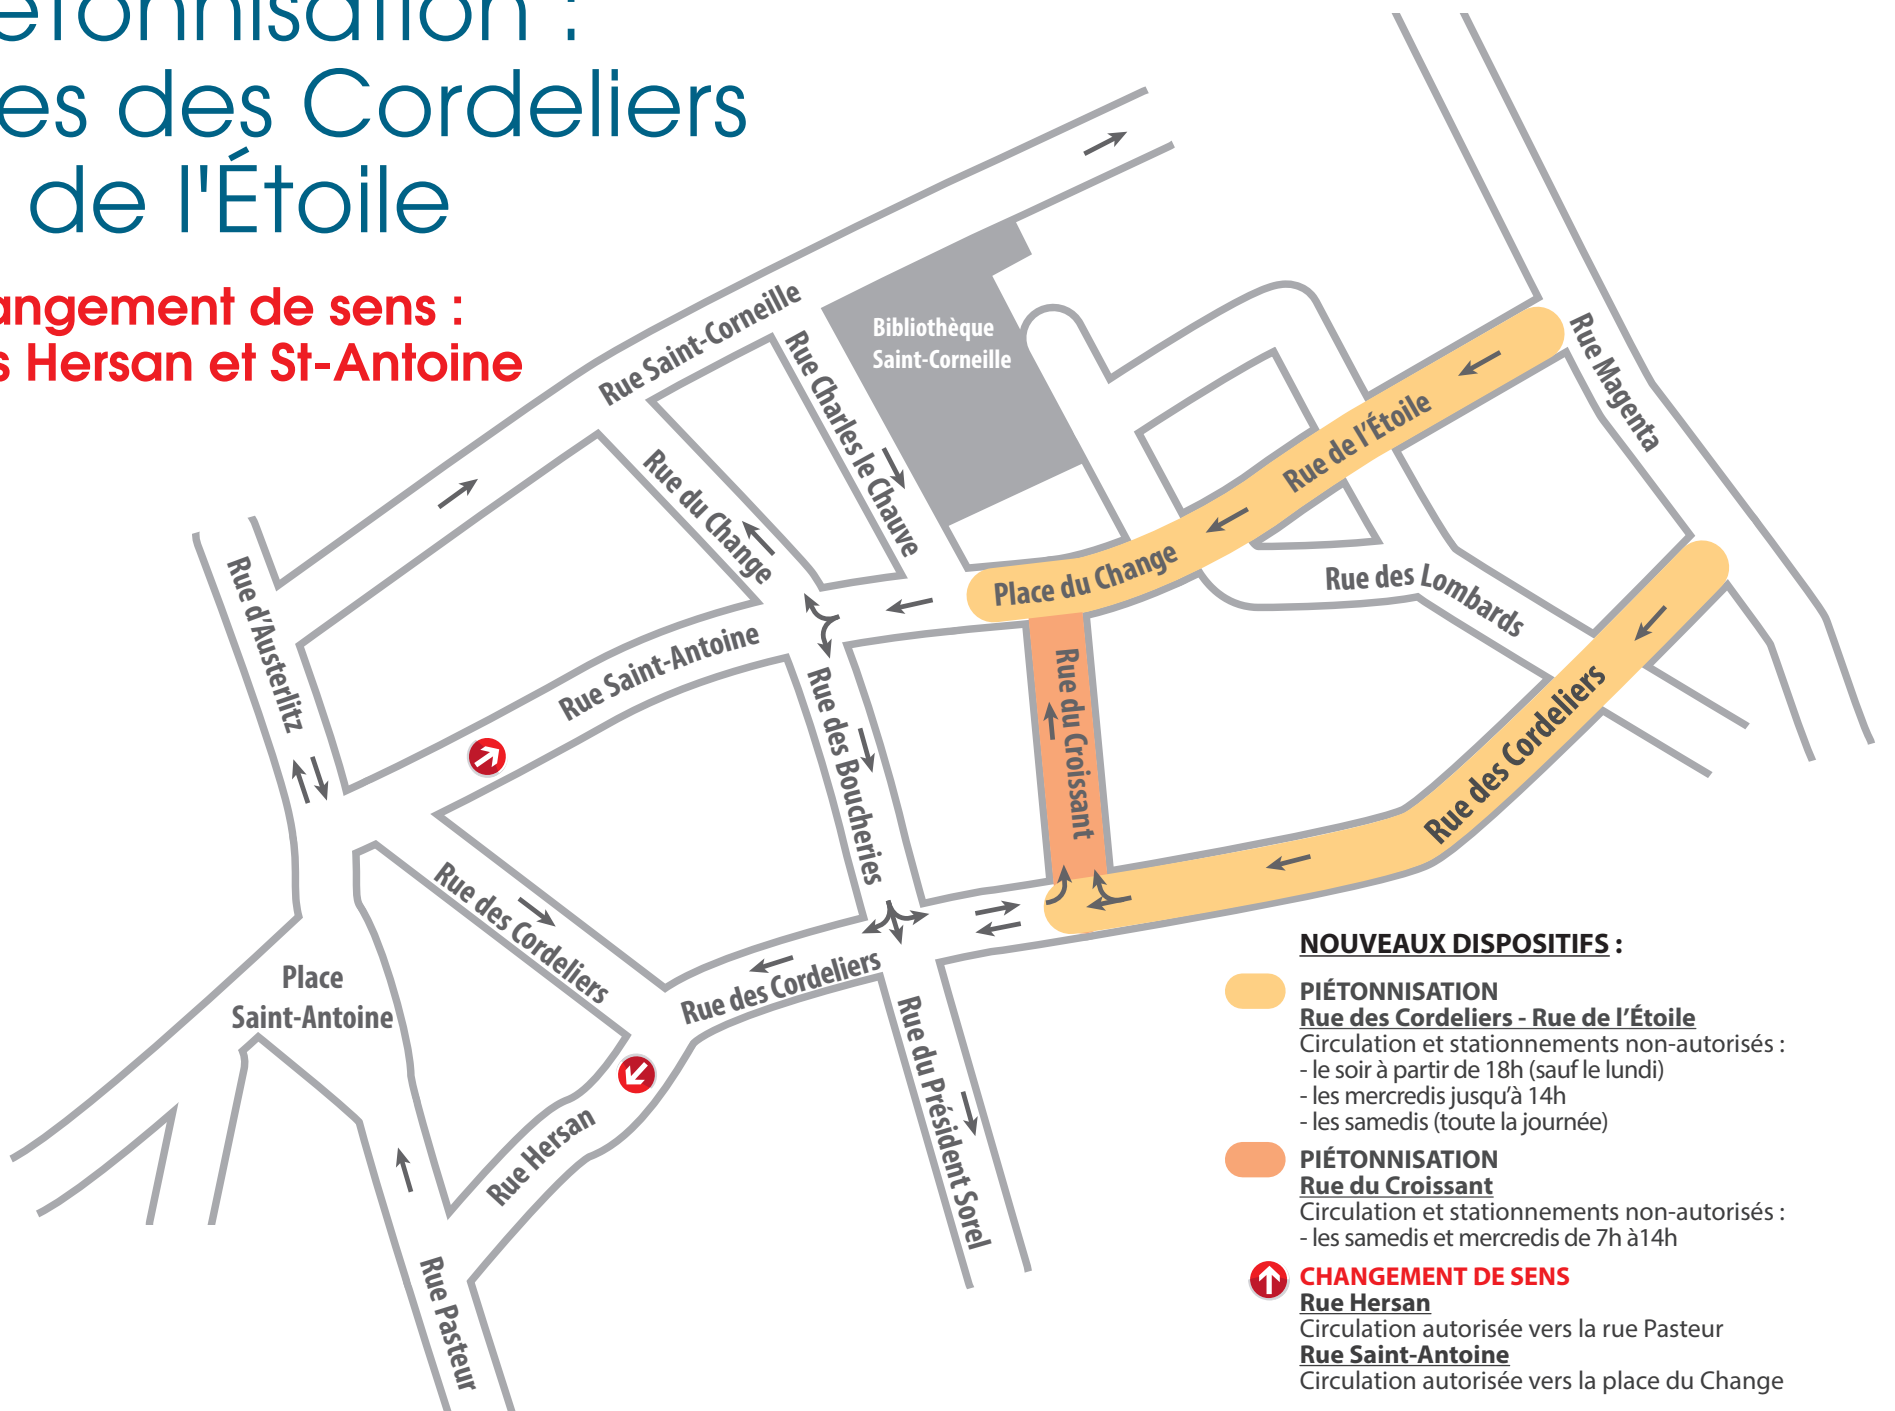 étonnisation :
es des Cordeliers
de l'Étoile
angement de sens :
s Hersan et St-Antoine
Rue Saint-Corneille
Bibliothèque
Saint-Corneille
Rue Charles le Chauve
Rue du Change
Rue Magenta
Rue de l'Étoile
Place du Change
Rue des Lombards
Rue d'Austerlitz
Rue Saint-Antoine
Rue des Boucheries
Rue du Croissant
Rue des Cordeliers
Rue des Cordeliers
Rue des Cordeliers
Place
Saint-Antoine
Rue Hersan
Rue du Président Sorel
Rue Pasteur
NOUVEAUX DISPOSITIFS :
PIÉTONNISATION
Rue des Cordeliers - Rue de l'Étoile
Circulation et stationnements non-autorisés :
- le soir à partir de 18h (sauf le lundi)
- les mercredis jusqu'à 14h
- les samedis (toute la journée)
PIÉTONNISATION
Rue du Croissant
Circulation et stationnements non-autorisés :
- les samedis et mercredis de 7h à14h
CHANGEMENT DE SENS
Rue Hersan
Circulation autorisée vers la rue Pasteur
Rue Saint-Antoine
Circulation autorisée vers la place du Change